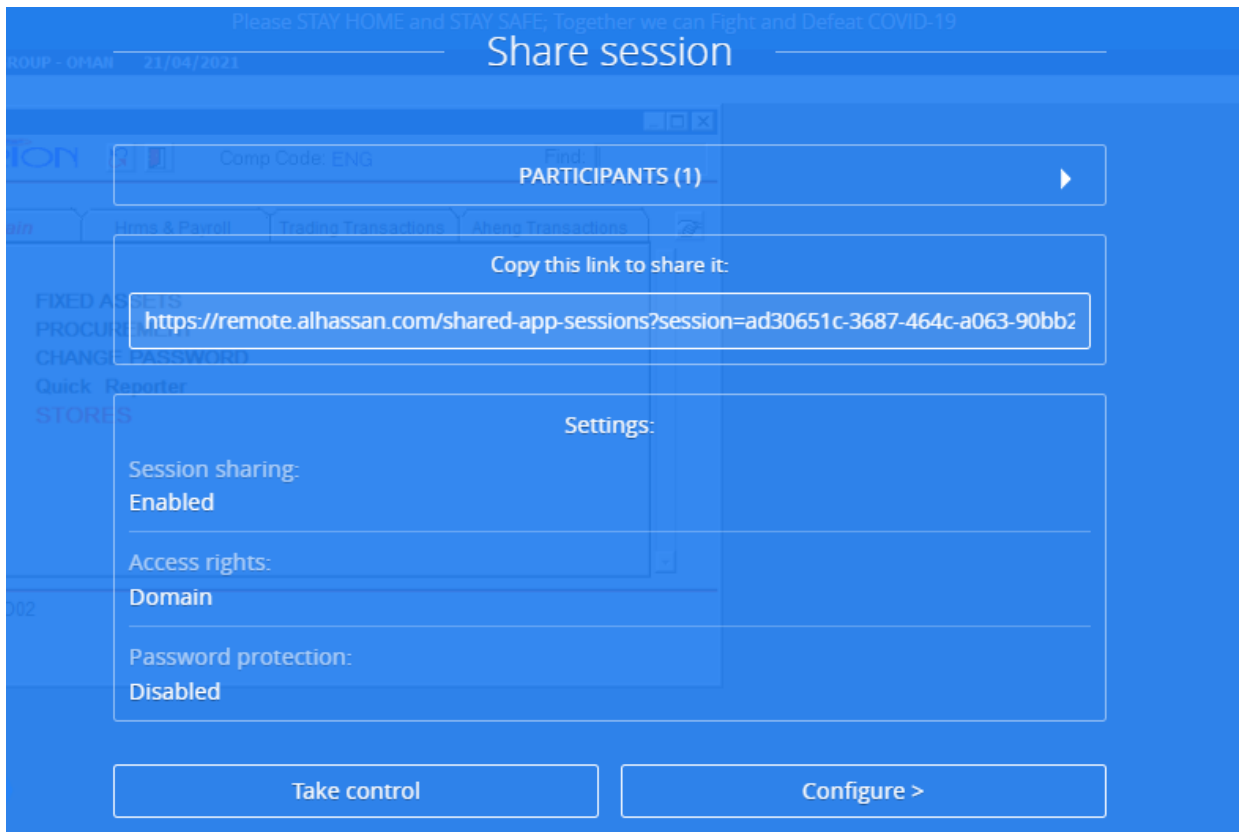 Please STAY HOME and STAY SAFE; Together we can Fight and Defeat COVID-19
Share session
ROUP - OMAN 21/04/2021
Comp Code: ENG Find:
PARTICIPANTS (1)
Hrms & Payroll Trading Transactions Aheng Transactions
Copy this link to share it:
FIXED ASSETS
https://remote.alhassan.com/shared-app-sessions?session=ad30651c-3687-464c-a063-90bb2
PROCUREMENT
CHANGE PASSWORD
Quick Reporter
STORES
Settings:
Session sharing:
Enabled
Access rights:
Domain
002
Password protection:
Disabled
Take control
Configure >